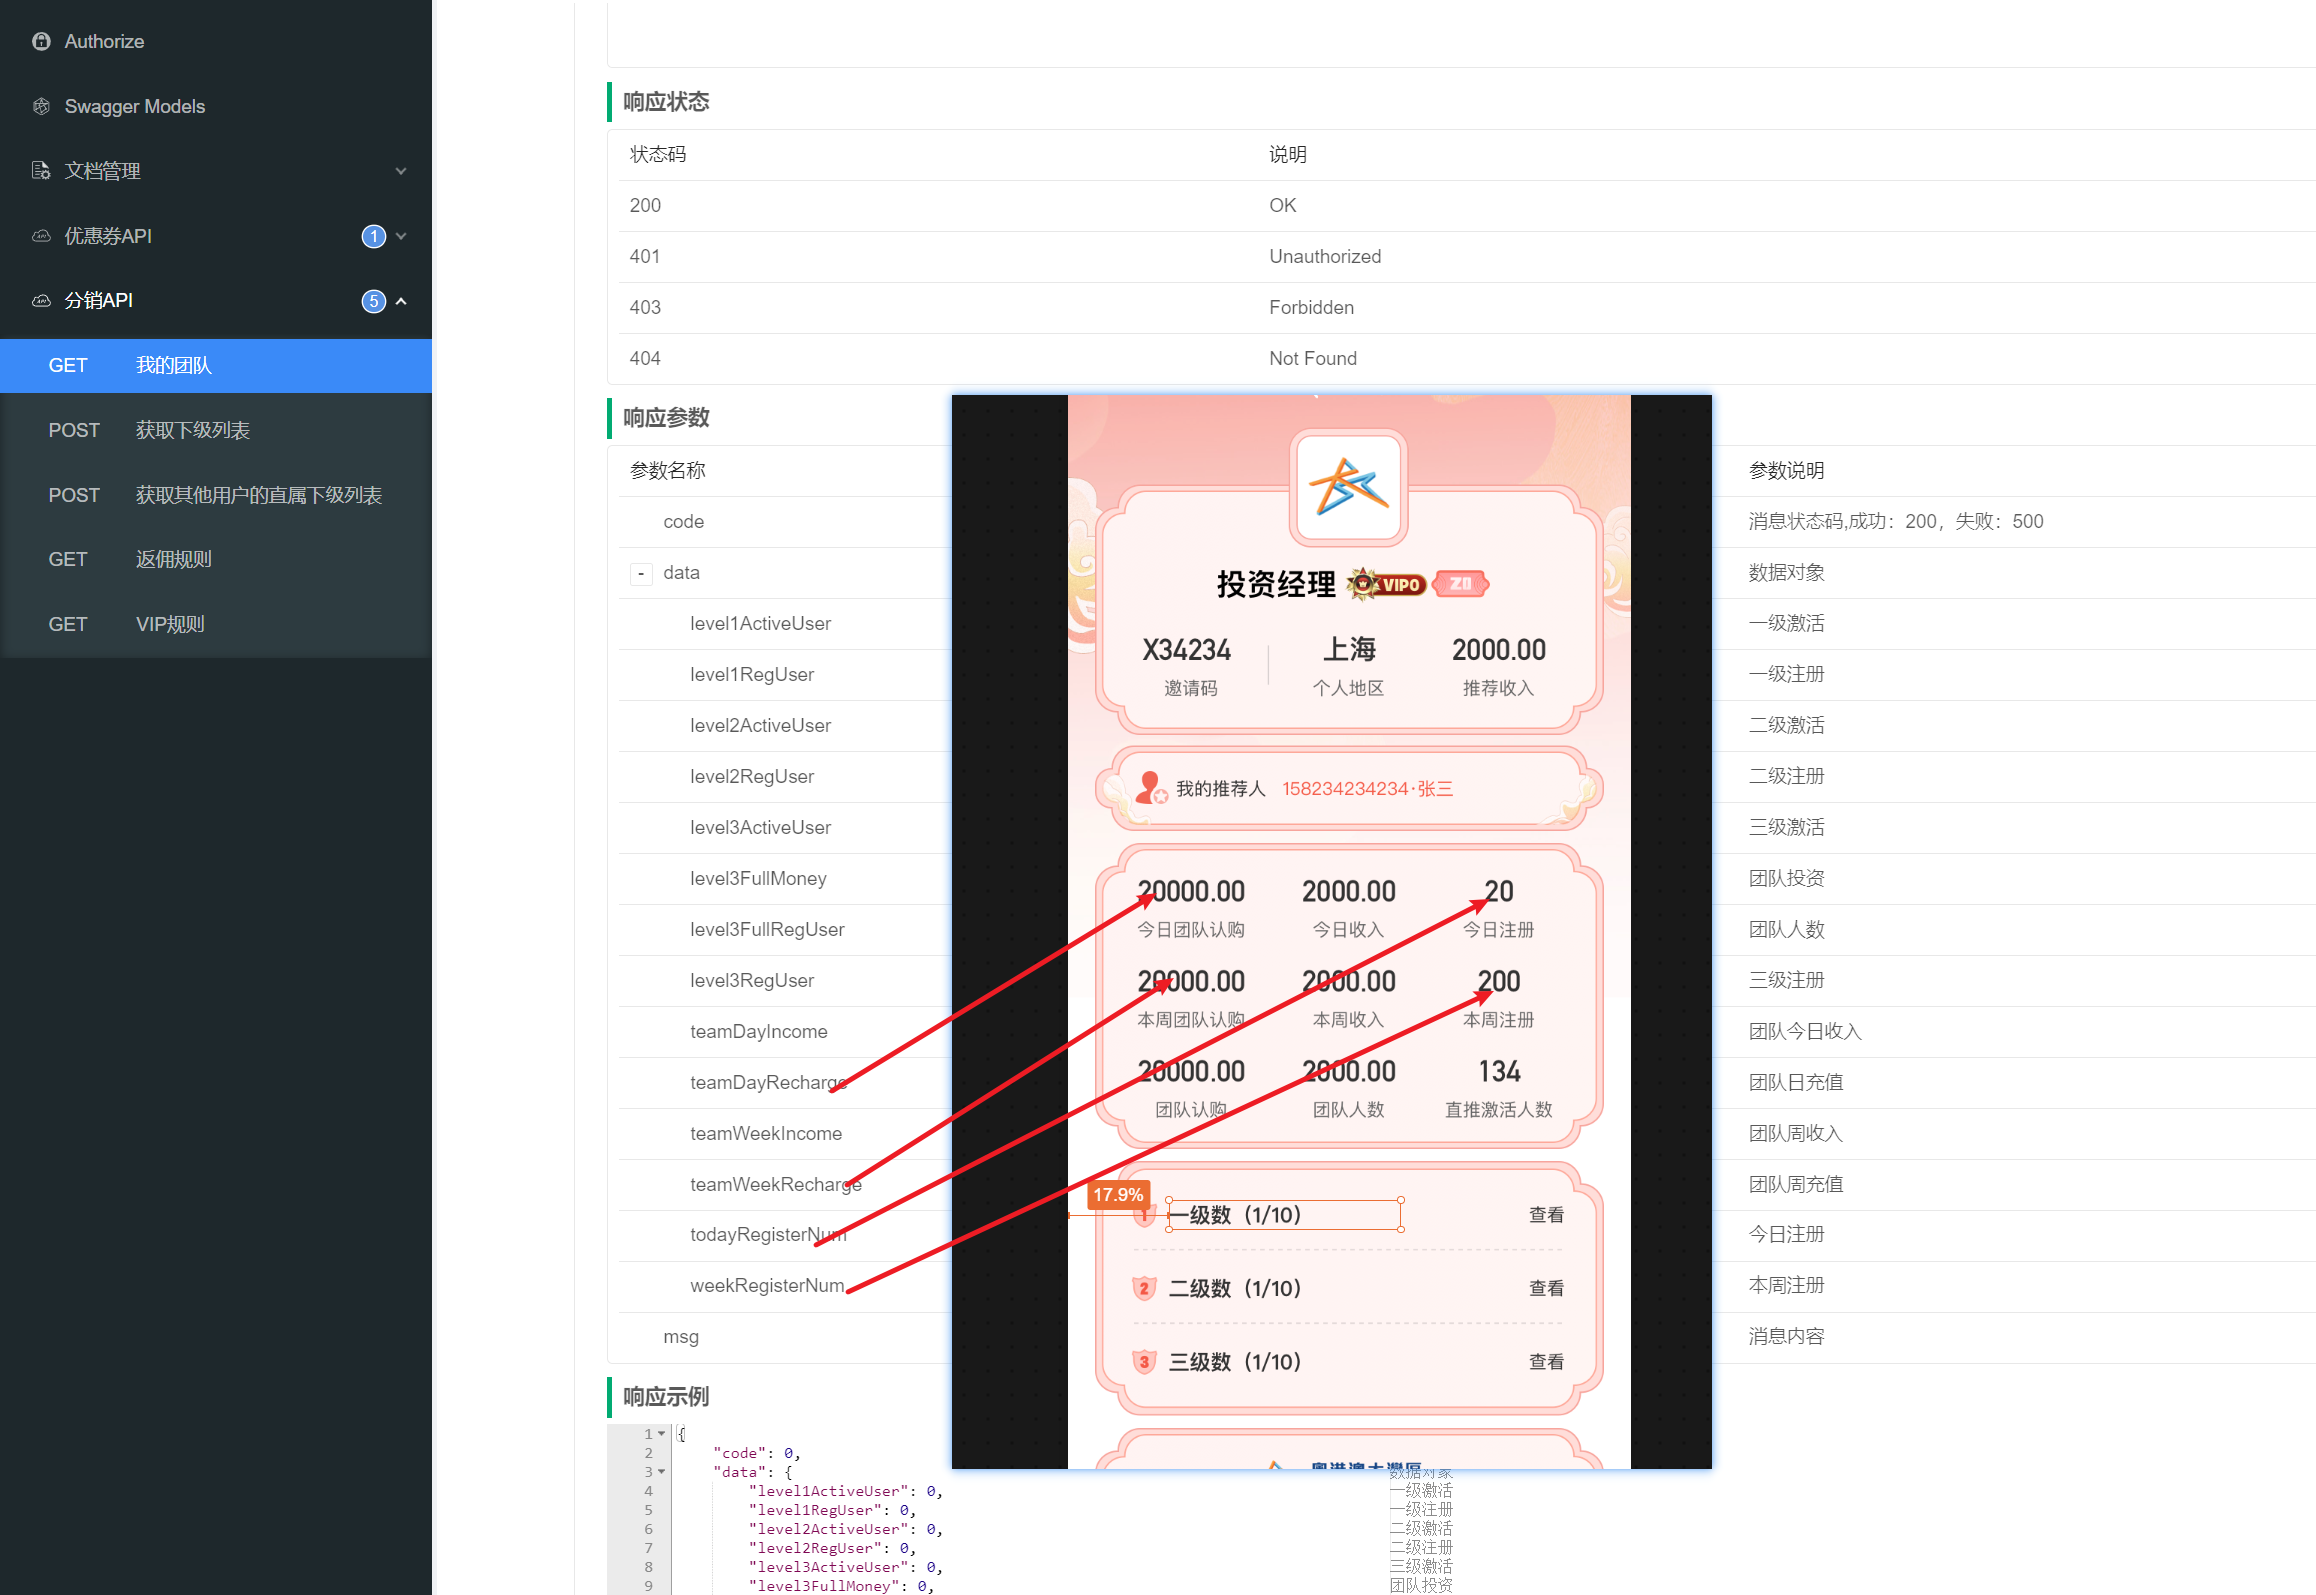 Authorize
Swagger Models
文档管理
优惠券API 1
分销API 5
GET 我的团队
POST 获取下级列表
POST 获取其他用户的直属下级列表
GET 返佣规则
GET VIP规则
响应状态
状态码 说明
200 OK
401 Unauthorized
403 Forbidden
404 Not Found
响应参数
参数名称 参数说明
code 消息状态码,成功：200，失败：500
- data 数据对象
level1ActiveUser 一级激活
level1RegUser 一级注册
level2ActiveUser 二级激活
level2RegUser 二级注册
level3ActiveUser 三级激活
level3FullMoney 团队投资
level3FullRegUser 团队人数
level3RegUser 三级注册
teamDayIncome 团队今日收入
teamDayRecharge 团队日充值
teamWeekIncome 团队周收入
teamWeekRecharge 团队周充值
todayRegisterNum 今日注册
weekRegisterNum 本周注册
msg 消息内容
投资经理 VIP0 Z0
X34234 上海 2000.00
邀请码 个人地区 推荐收入
我的推荐人 158234234234·张三
20000.00 2000.00 20
今日团队认购 今日收入 今日注册
20000.00 2000.00 200
本周团队认购 本周收入 本周注册
20000.00 2000.00 134
团队认购 团队人数 直推激活人数
17.9%
1 一级数（1/10） 查看
2 二级数（1/10） 查看
3 三级数（1/10） 查看
响应示例
1 {
2 "code": 0,
3 "data": { 数据对象
4 "level1ActiveUser": 0, 一级激活
5 "level1RegUser": 0, 一级注册
6 "level2ActiveUser": 0, 二级激活
7 "level2RegUser": 0, 二级注册
8 "level3ActiveUser": 0, 三级激活
9 "level3FullMoney": 0, 团队投资